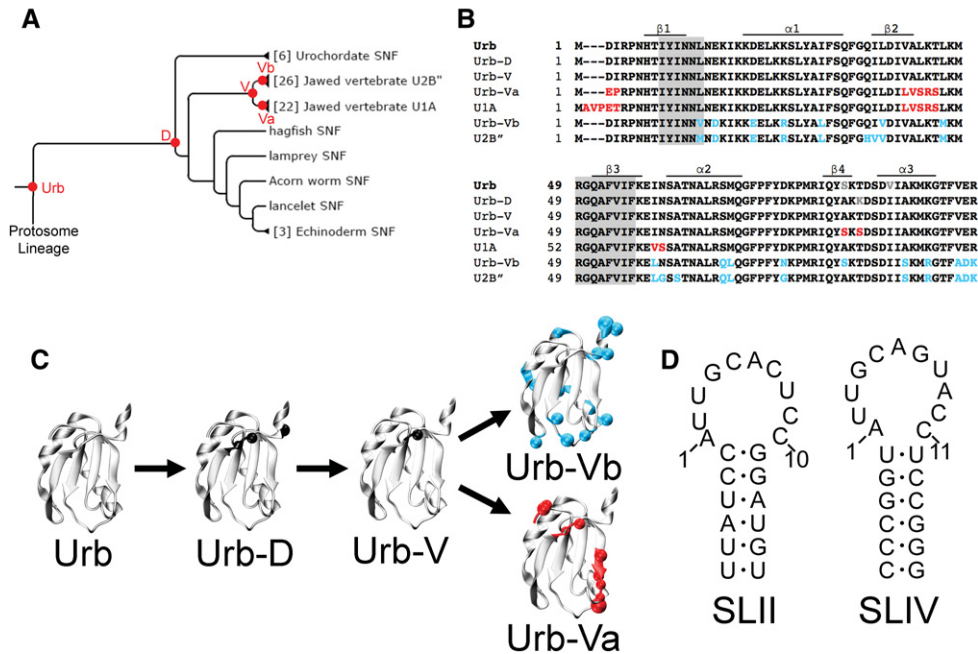 A
[6] Urochordate SNF
Vb
[26] Jawed vertebrate U2B"
V
[22] Jawed vertebrate U1A
Va
D
hagfish SNF
lamprey SNF
Acorn worm SNF
Urb
lancelet SNF
[3] Echinoderm SNF
Protosome
Lineage
B
β1 α1 β2
Urb 1 M---DIRPNHTIYINNLNEKIKKDELKKSLYAIFSQFGQILDIVALKTLKM
Urb-D 1 M---DIRPNHTIYINNLNEKIKKDELKKSLYAIFSQFGQILDIVALKTLKM
Urb-V 1 M---DIRPNHTIYINNLNEKIKKDELKKSLYAIFSQFGQILDIVALKTLKM
Urb-Va 1 M---EPRPNHTIYINNLNEKIKKDELKKSLYAIFSQFGQILDILVSRSLKM
U1A 1 MAVPETRPNHTIYINNLNEKIKKDELKKSLYAIFSQFGQILDILVSRSLKM
Urb-Vb 1 M---DIRPNHTIYINNVNDKIKKEELKRSLYALFSQFGQIVDIVALKTMKM
U2B" 1 M---DIRPNHTIYINNMNDKIKKEELKRSLYALFSQFGHVVDIVALKTMKM
β3 α2 β4 α3
Urb 49 RGQAFVIFKEINSATNALRSMQGFPFYDKPMRIQYSKTDSDVIAKMKGTFVER
Urb-D 49 RGQAFVIFKEINSATNALRSMQGFPFYDKPMRIQYAKKDSDIIAKMKGTFVER
Urb-V 49 RGQAFVIFKEINSATNALRSMQGFPFYDKPMRIQYAKTDSDIIAKMKGTFVER
Urb-Va 49 RGQAFVIFKEINSATNALRSMQGFPFYDKPMRIQYSKSDSDIIAKMKGTFVER
U1A 52 RGQAFVIFKEVSSATNALRSMQGFPFYDKPMRIQYAKTDSDIIAKMKGTFVER
Urb-Vb 49 RGQAFVIFKELNSATNALRQLQGFPFYNKPMRIQYSKTDSDIISKMRGTFADK
U2B" 49 RGQAFVIFKELGSSTNALRQLQGFPFYGKPMRIQYAKTDSDIISKMRGTFADK
C
Urb
Urb-D
Urb-V
Urb-Vb
Urb-Va
D
A U U G C A C U C C
1 10
C · G
C · G
U · A
A · U
U · G
U · U
SLII
A U U G C A G U A C C
1 11
U · U
G · C
G · C
C · G
C · G
C · G
SLIV